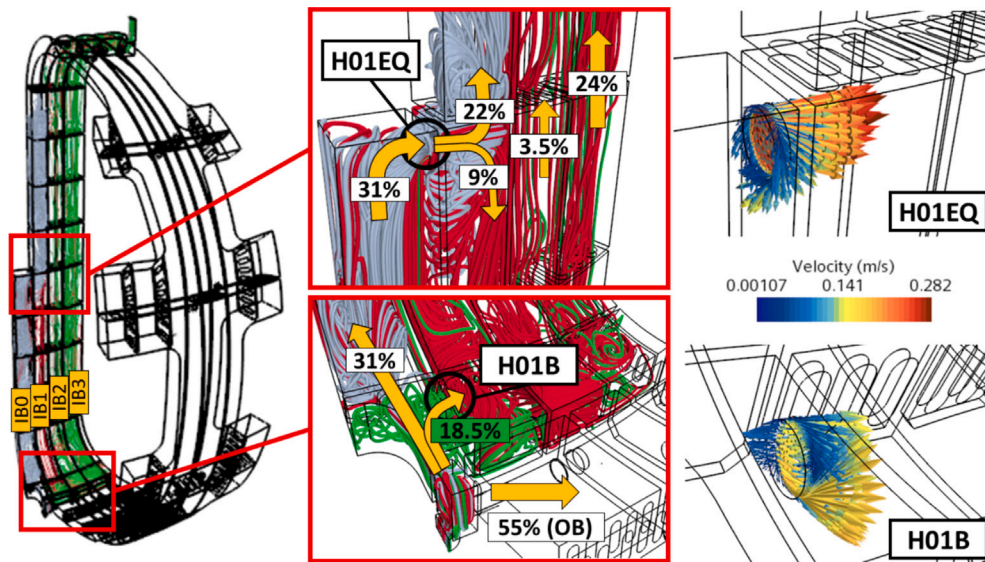 IB0
IB1
IB2
IB3
H01EQ
31%
22%
9%
3.5%
24%
31%
H01B
18.5%
55% (OB)
H01EQ
Velocity (m/s)
0.00107 0.141 0.282
H01B